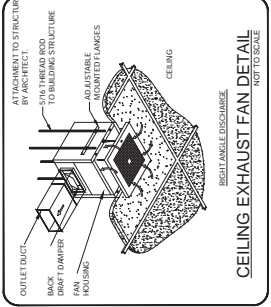 ATTACHMENT TO STRUCTURE
BY ARCHITECT.
5/16 THREAD ROD
TO BUILDING STRUCTURE
ADJUSTABLE
MOUNTED FLANGES
CEILING
OUTLET DUCT
BACK
DRAFT DAMPER
FAN
HOUSING
RIGHT ANGLE DISCHARGE
CEILING EXHAUST FAN DETAIL
NOT TO SCALE